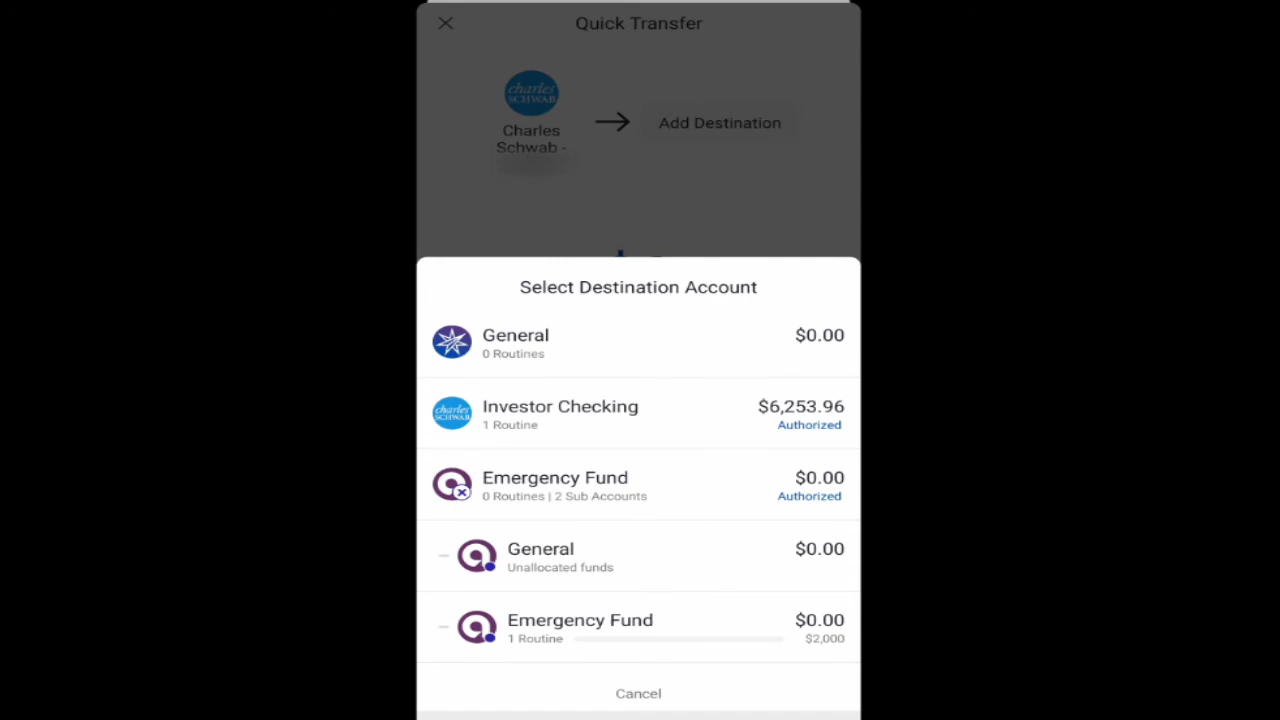 Quick Transfer
charles
SCHWAB
Charles
Schwab -
Add Destination
Select Destination Account
General
$0.00
0 Routines
charles
SCHWAB
Investor Checking
$6,253.96
1 Routine
Authorized
Emergency Fund
$0.00
0 Routines | 2 Sub Accounts
Authorized
General
$0.00
Unallocated funds
Emergency Fund
$0.00
1 Routine
$2,000
Cancel